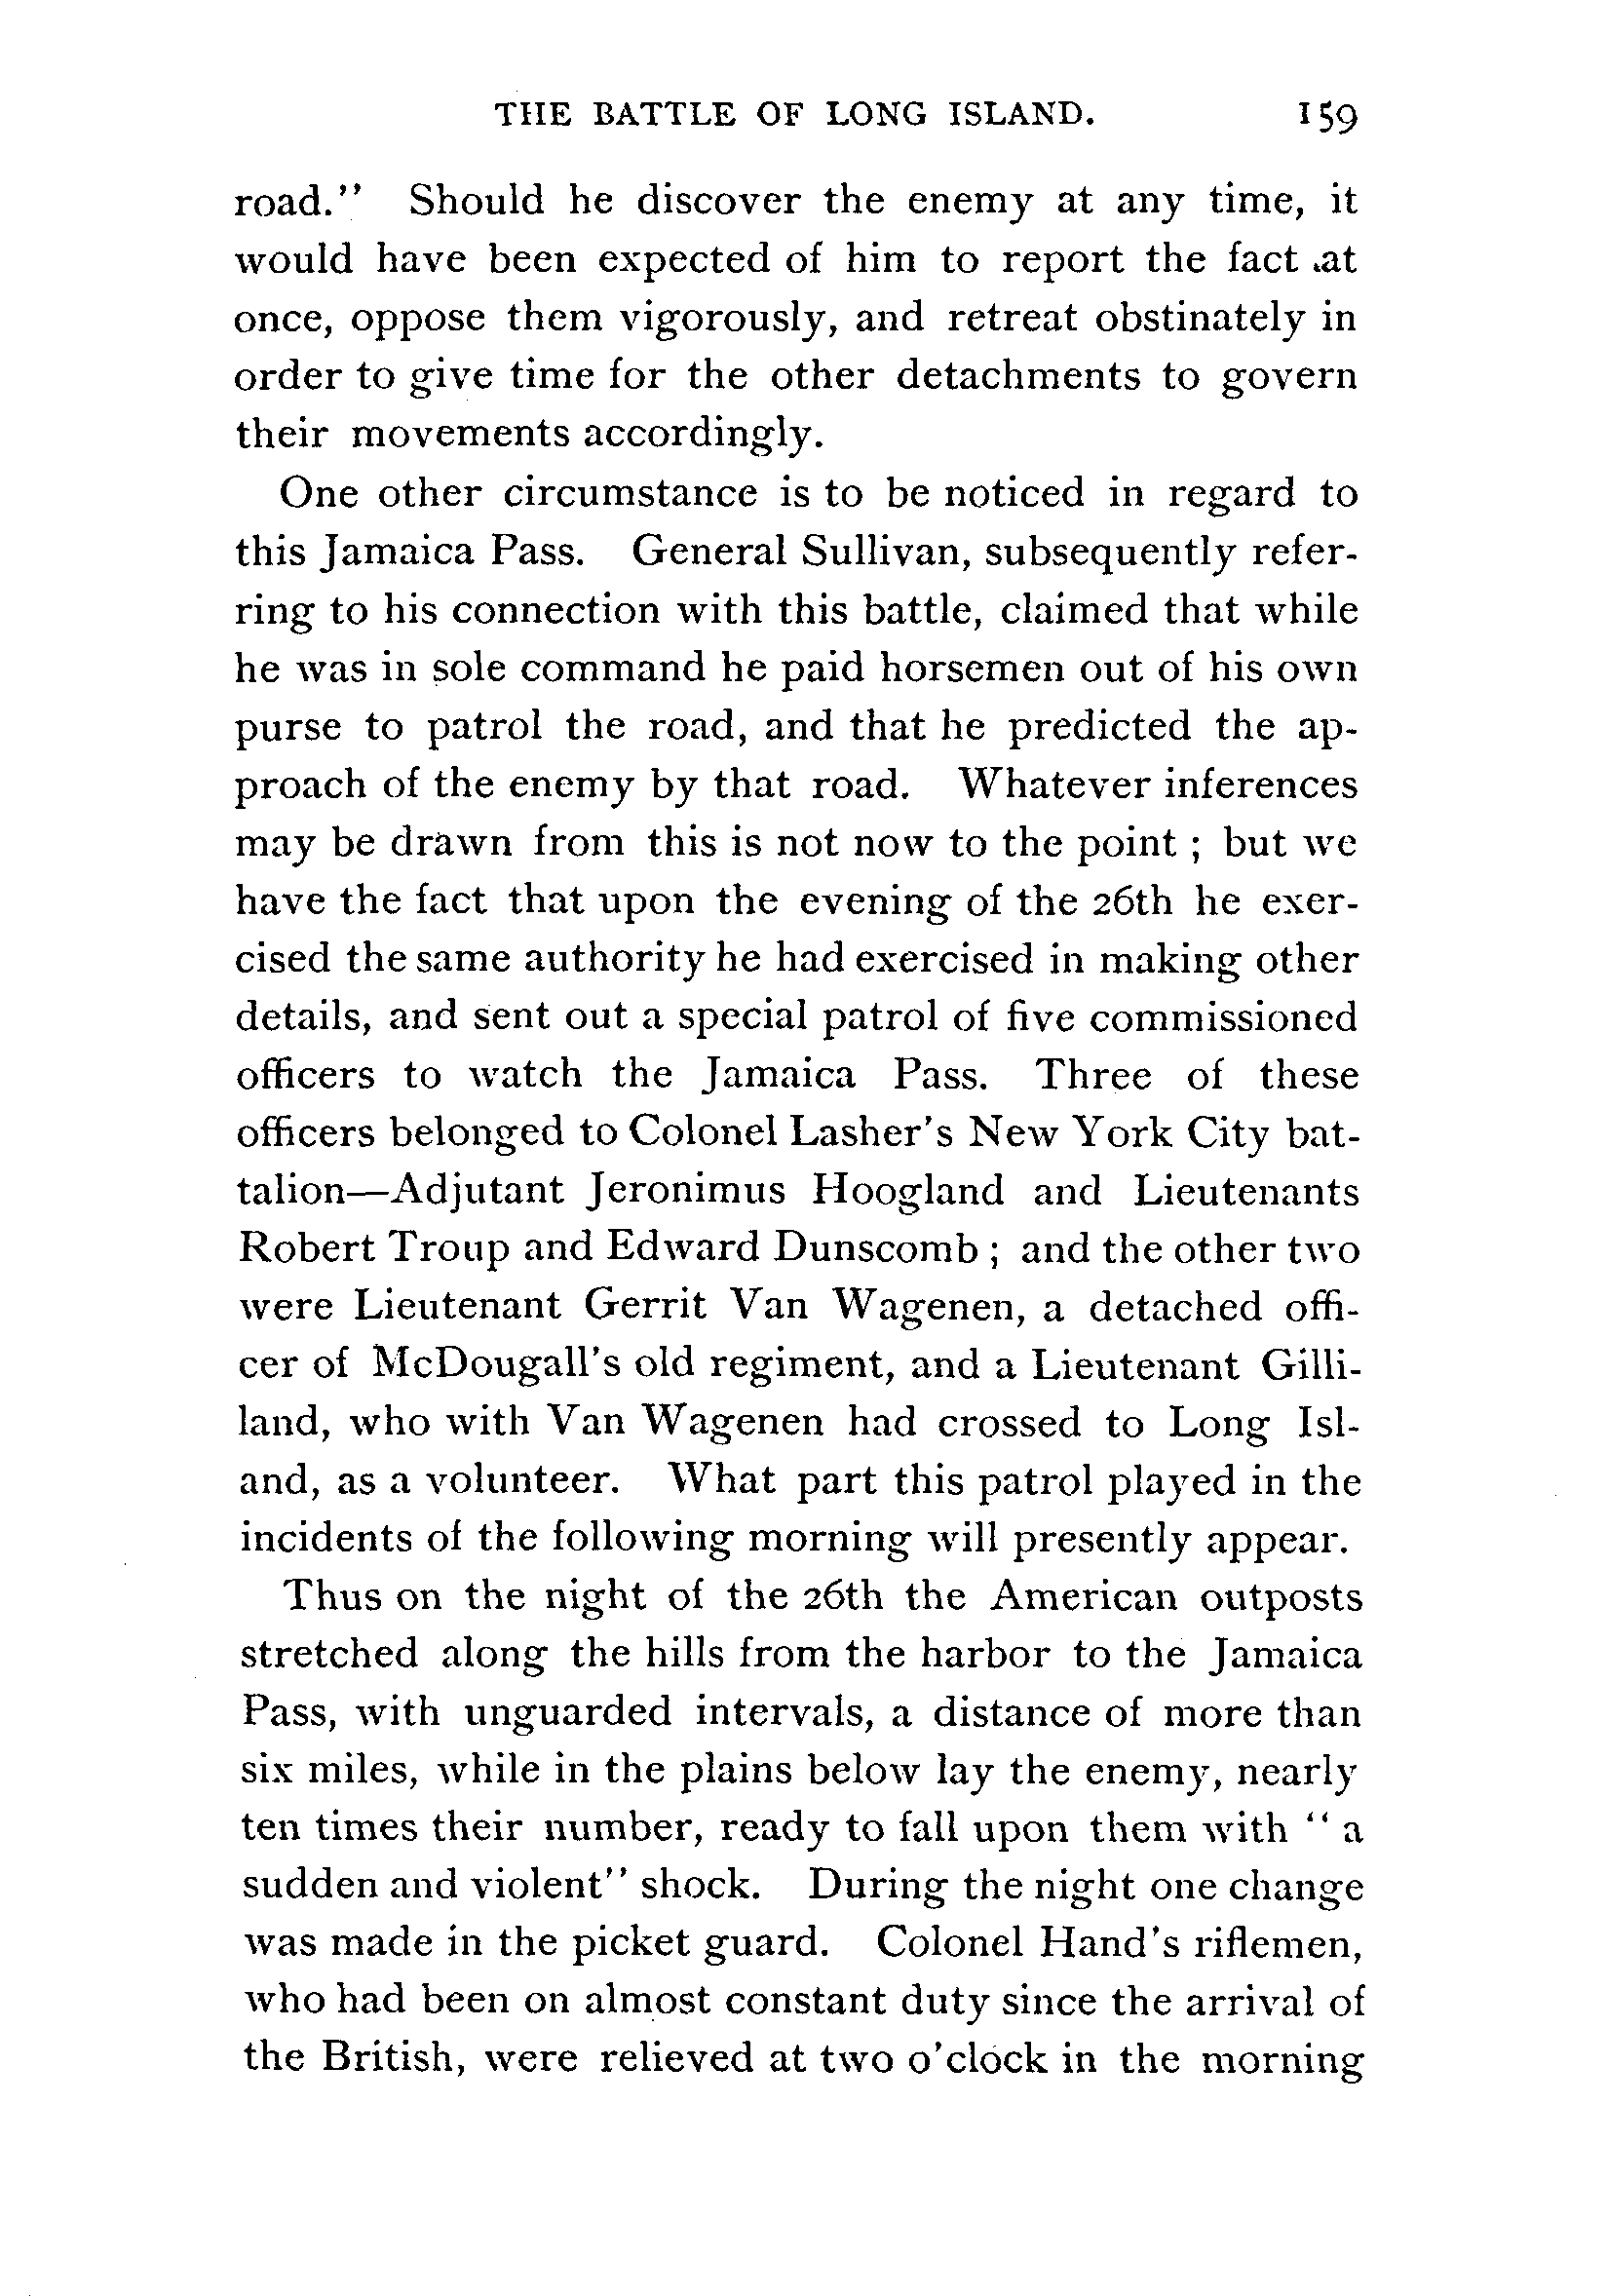 THE BATTLE OF LONG ISLAND. 159
road." Should he discover the enemy at any time, it
would have been expected of him to report the fact at
once, oppose them vigorously, and retreat obstinately in
order to give time for the other detachments to govern
their movements accordingly.
One other circumstance is to be noticed in regard to
this Jamaica Pass. General Sullivan, subsequently refer-
ring to his connection with this battle, claimed that while
he was in sole command he paid horsemen out of his own
purse to patrol the road, and that he predicted the ap-
proach of the enemy by that road. Whatever inferences
may be drawn from this is not now to the point ; but we
have the fact that upon the evening of the 26th he exer-
cised the same authority he had exercised in making other
details, and sent out a special patrol of five commissioned
officers to watch the Jamaica Pass. Three of these
officers belonged to Colonel Lasher's New York City bat-
talion—Adjutant Jeronimus Hoogland and Lieutenants
Robert Troup and Edward Dunscomb ; and the other two
were Lieutenant Gerrit Van Wagenen, a detached offi-
cer of McDougall's old regiment, and a Lieutenant Gilli-
land, who with Van Wagenen had crossed to Long Isl-
and, as a volunteer. What part this patrol played in the
incidents of the following morning will presently appear.
Thus on the night of the 26th the American outposts
stretched along the hills from the harbor to the Jamaica
Pass, with unguarded intervals, a distance of more than
six miles, while in the plains below lay the enemy, nearly
ten times their number, ready to fall upon them with " a
sudden and violent" shock. During the night one change
was made in the picket guard. Colonel Hand's riflemen,
who had been on almost constant duty since the arrival of
the British, were relieved at two o'clock in the morning